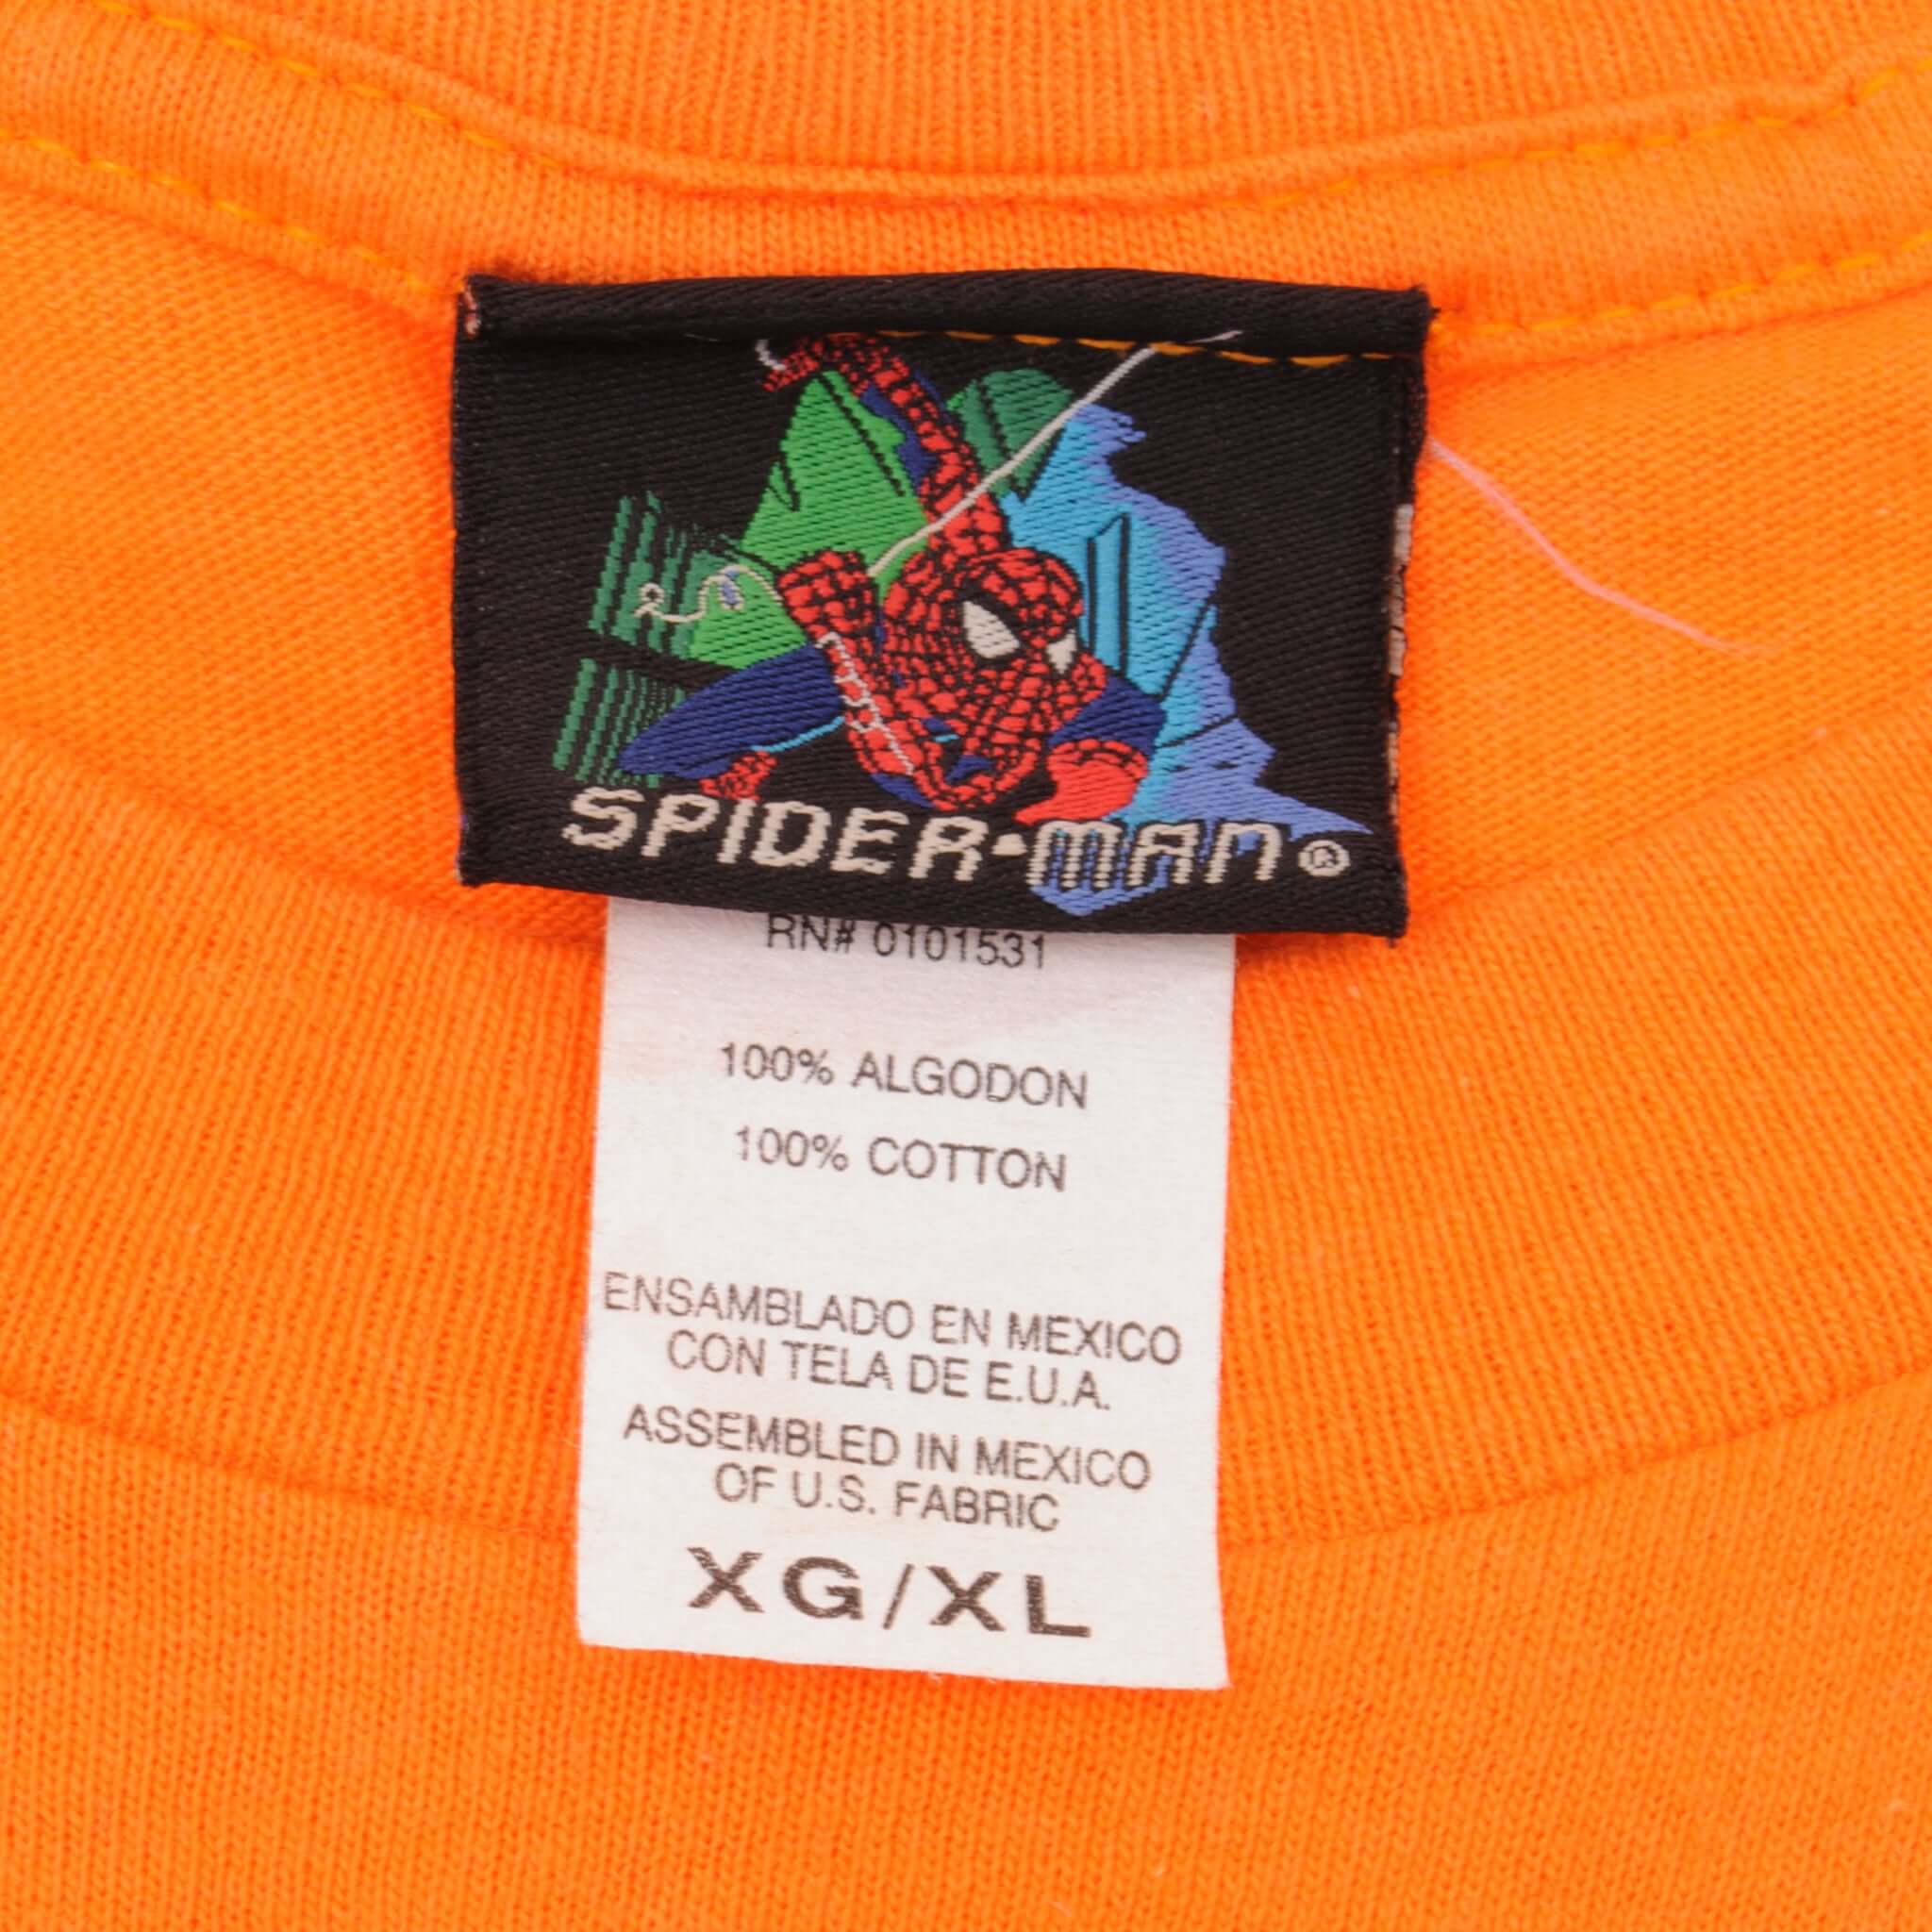 SPIDER-MAN®
RN# 0101531
100% ALGODON
100% COTTON
ENSAMBLADO EN MEXICO
CON TELA DE E.U.A.
ASSEMBLED IN MEXICO
OF U.S. FABRIC
XG/XL